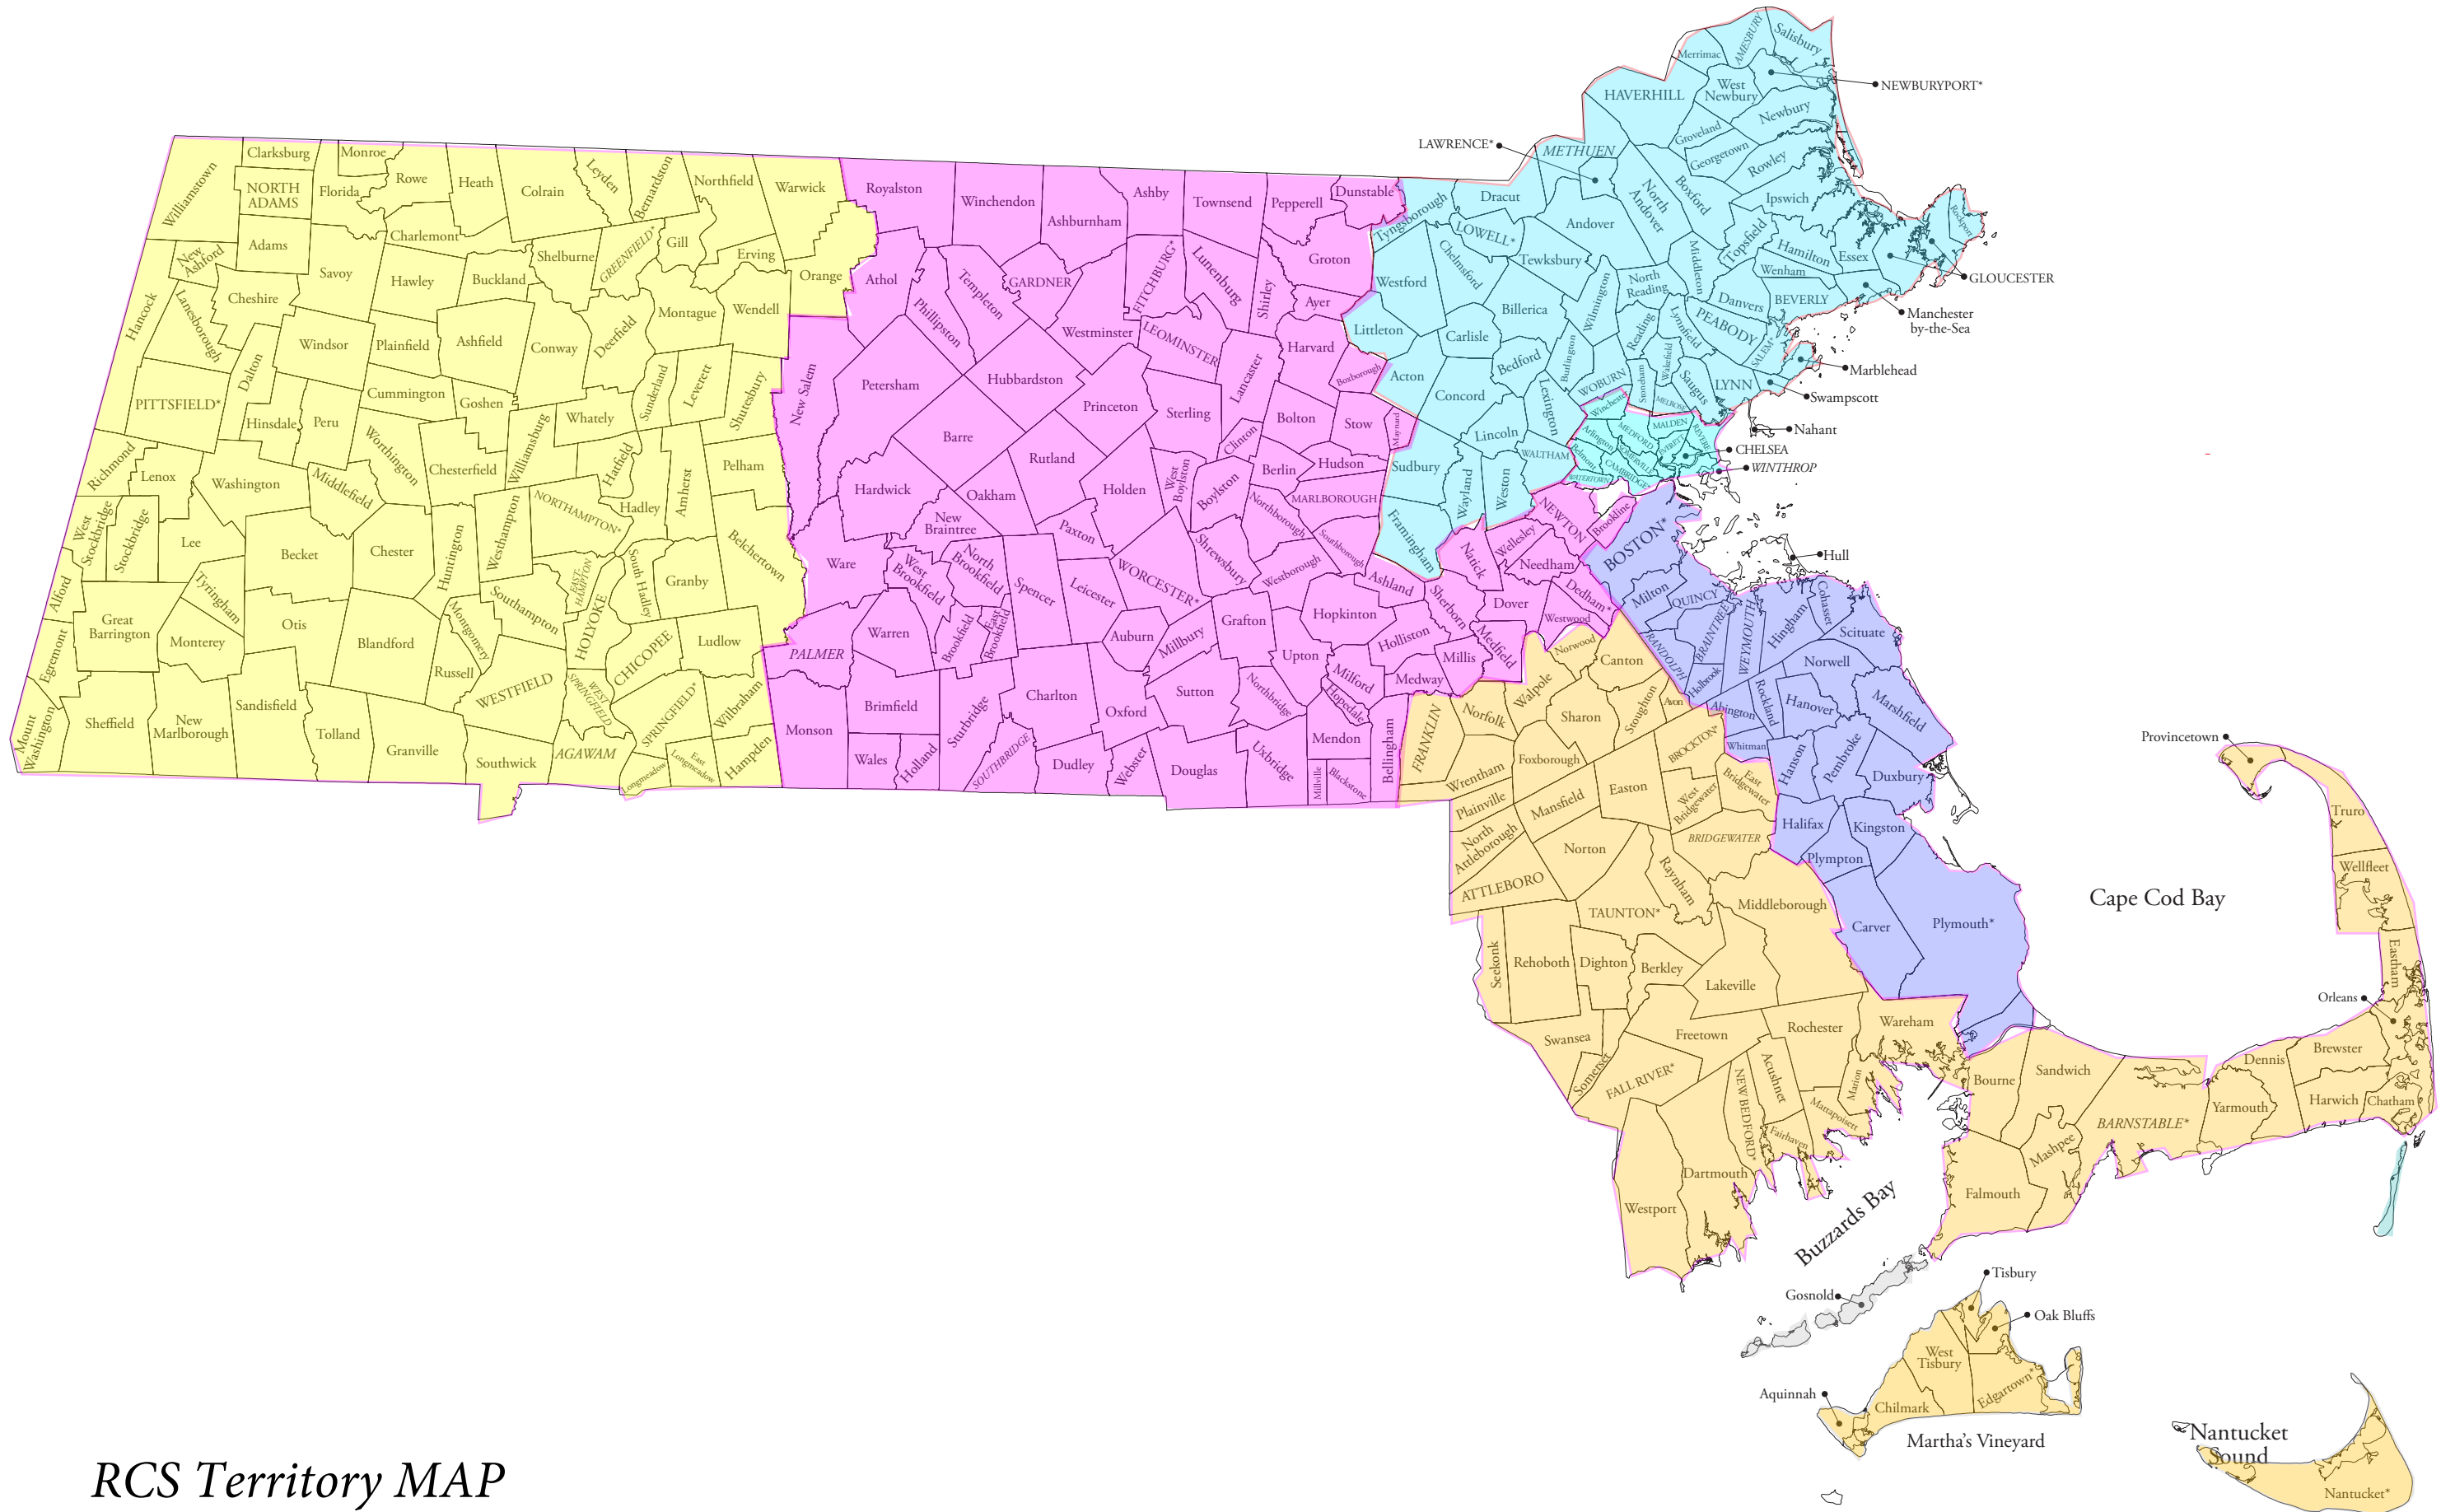 Salisbury
AMESBURY
Merrimac
NEWBURYPORT*
West
Newbury
HAVERHILL
Newbury
Groveland
LAWRENCE*
METHUEN
Georgetown
Rowley
Clarksburg
Monroe
Williamstown
NORTH
ADAMS
Florida
Rowe
Heath
Colrain
Leyden
Bernardston
Northfield
Warwick
Royalston
Winchendon
Ashburnham
Ashby
Townsend
Pepperell
Dunstable
Tyngsborough
Dracut
Andover
North
Andover
Boxford
Ipswich
Rockport
Adams
Charlemont
New
Ashford
Savoy
Hawley
Buckland
Shelburne
GREENFIELD*
Gill
Erving
Orange
Athol
Phillipston
Templeton
GARDNER
FITCHBURG*
Lunenburg
Shirley
Groton
Ayer
Westford
Chelmsford
LOWELL*
Tewksbury
Wilmington
North
Reading
Middleton
Topsfield
Hamilton
Wenham
Essex
GLOUCESTER
Hancock
Lanesborough
Cheshire
Windsor
Plainfield
Ashfield
Conway
Deerfield
Montague
Wendell
Westminster
LEOMINSTER
Harvard
Littleton
Carlisle
Billerica
Burlington
Reading
Lynnfield
PEABODY
Danvers
BEVERLY
SALEM*
Manchester
by-the-Sea
Marblehead
Swampscott
Nahant
CHELSEA
WINTHROP
PITTSFIELD*
Dalton
Hinsdale
Peru
Cummington
Goshen
Worthington
Chesterfield
Williamsburg
Whately
Hatfield
Sunderland
Leverett
Shutesbury
New Salem
Petersham
Hubbardston
Princeton
Sterling
Lancaster
Clinton
Bolton
Boxborough
Stow
Maynard
Acton
Concord
Bedford
Lexington
Lincoln
WOBURN
Stoneham
Wakefield
MELROSE
Saugus
LYNN
Winchester
MALDEN
MEDFORD
REVERE
EVERETT
Arlington
Belmont
SOMERVILLE
CAMBRIDGE*
WATERTOWN
WALTHAM
Richmond
Lenox
Washington
Middlefield
Pelham
Amherst
Hadley
NORTHAMPTON*
Westhampton
Barre
Rutland
Holden
West
Boylston
Boylston
Berlin
Hudson
MARLBOROUGH
Northborough
Southborough
Sudbury
Wayland
Weston
Framingham
NEWTON
Brookline
BOSTON*
West
Stockbridge
Stockbridge
Lee
Becket
Chester
Huntington
EAST-
HAMPTON
South Hadley
Granby
Belchertown
Ware
Hardwick
New
Braintree
Oakham
West
Brookfield
North
Brookfield
Spencer
Leicester
Paxton
WORCESTER*
Shrewsbury
Westborough
Ashland
Natick
Wellesley
Needham
Dedham*
Dover
Westwood
Milton
QUINCY
Hull
Alford
Great
Barrington
Tyringham
Monterey
Otis
Blandford
Montgomery
Russell
Southampton
HOLYOKE
CHICOPEE
Ludlow
PALMER
Warren
Brookfield
East
Brookfield
Auburn
Millbury
Grafton
Upton
Hopkinton
Holliston
Sherborn
Millis
Medfield
Medway
Milford
Hopedale
Norwood
Canton
RANDOLPH
BRAINTREE
WEYMOUTH
Hingham
Cohasset
Scituate
Norwell
Holbrook
Rockland
Hanover
Marshfield
Abington
Whitman
Hanson
Pembroke
Duxbury
Egremont
Mount
Washington
Sheffield
New
Marlborough
Sandisfield
Tolland
Granville
Southwick
WESTFIELD
WEST
SPRINGFIELD
AGAWAM
SPRINGFIELD*
Longmeadow
East
Longmeadow
Wilbraham
Hampden
Monson
Brimfield
Wales
Holland
Sturbridge
SOUTHBRIDGE
Charlton
Dudley
Oxford
Webster
Sutton
Douglas
Northbridge
Uxbridge
Mendon
Millville
Blackstone
Bellingham
FRANKLIN
Norfolk
Wrentham
Walpole
Sharon
Stoughton
Avon
BROCKTON*
Foxborough
Plainville
Mansfield
Easton
West
Bridgewater
East
Bridgewater
BRIDGEWATER
North
Attleborough
ATTLEBORO
Norton
Raynham
TAUNTON*
Middleborough
Halifax
Kingston
Plympton
Carver
Plymouth*
Seekonk
Rehoboth
Dighton
Berkley
Lakeville
Swansea
Somerset
Freetown
FALL RIVER*
Rochester
Wareham
Acushnet
Marion
Mattapoisett
Fairhaven
NEW BEDFORD*
Dartmouth
Westport
Buzzards Bay
Cape Cod Bay
Provincetown
Truro
Wellfleet
Eastham
Orleans
Brewster
Dennis
Harwich
Chatham
Yarmouth
BARNSTABLE*
Sandwich
Bourne
Mashpee
Falmouth
Gosnold
Tisbury
Oak Bluffs
West
Tisbury
Edgartown*
Chilmark
Aquinnah
Martha's Vineyard
Nantucket
Sound
Nantucket*
RCS Territory MAP